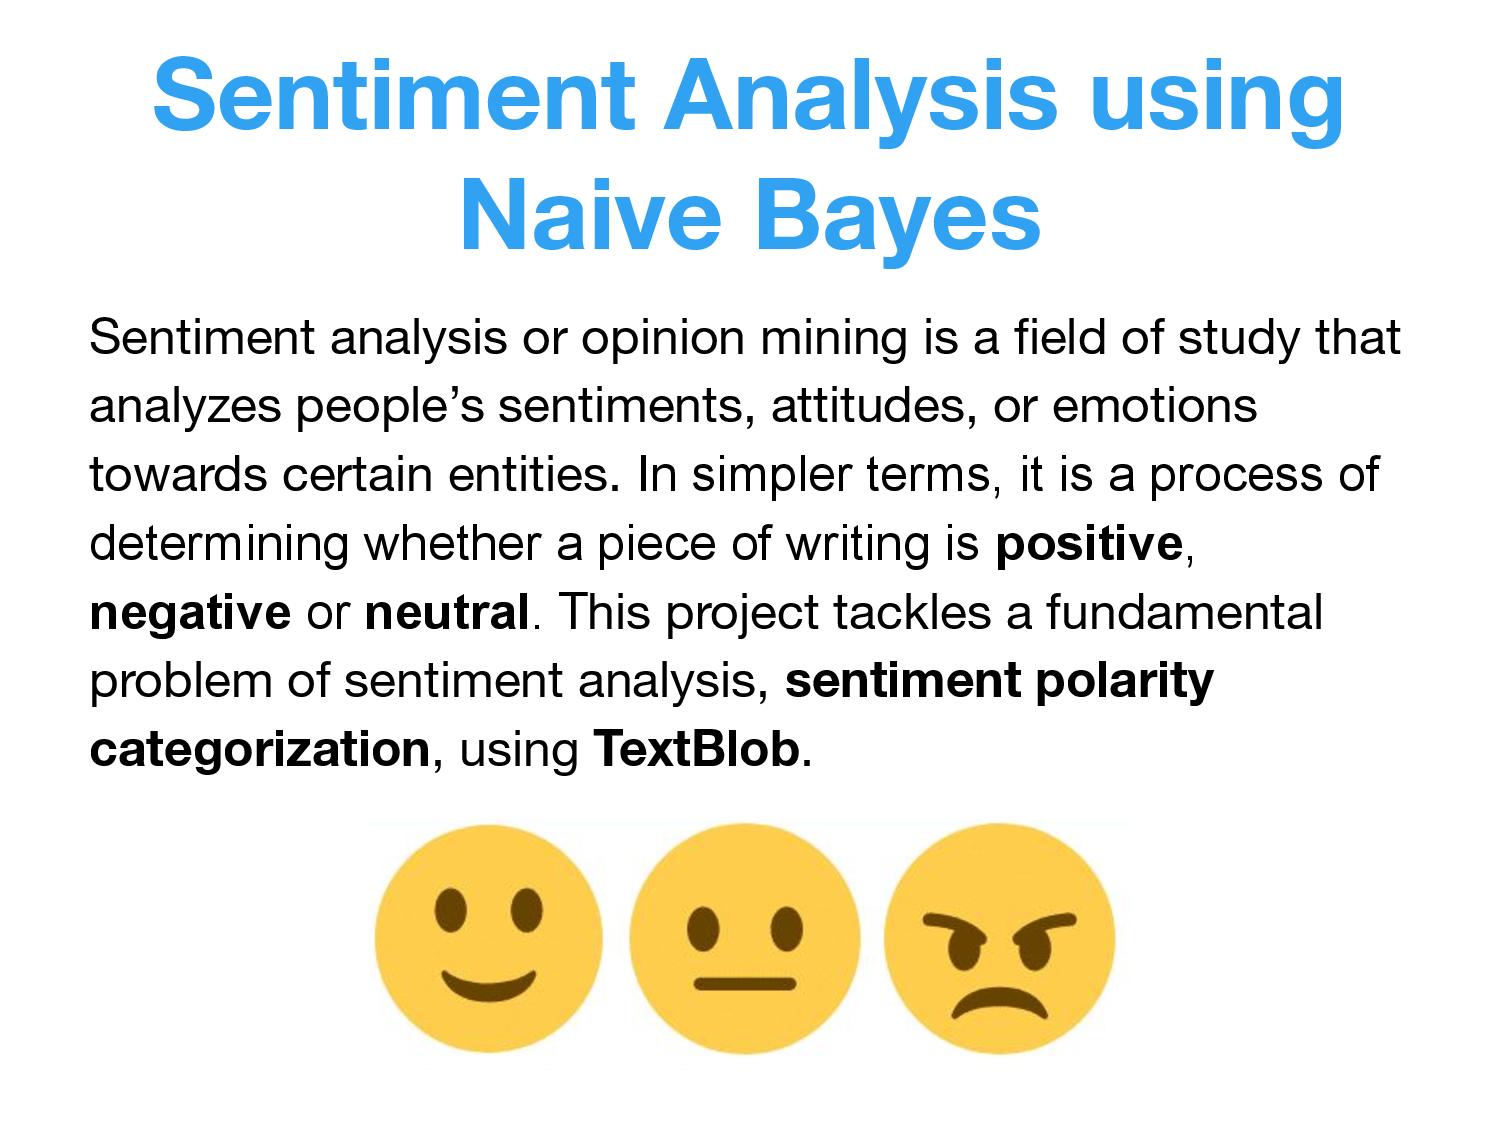 Sentiment Analysis using
Naive Bayes
Sentiment analysis or opinion mining is a field of study that
analyzes people’s sentiments, attitudes, or emotions
towards certain entities. In simpler terms, it is a process of
determining whether a piece of writing is positive,
negative or neutral. This project tackles a fundamental
problem of sentiment analysis, sentiment polarity
categorization, using TextBlob.